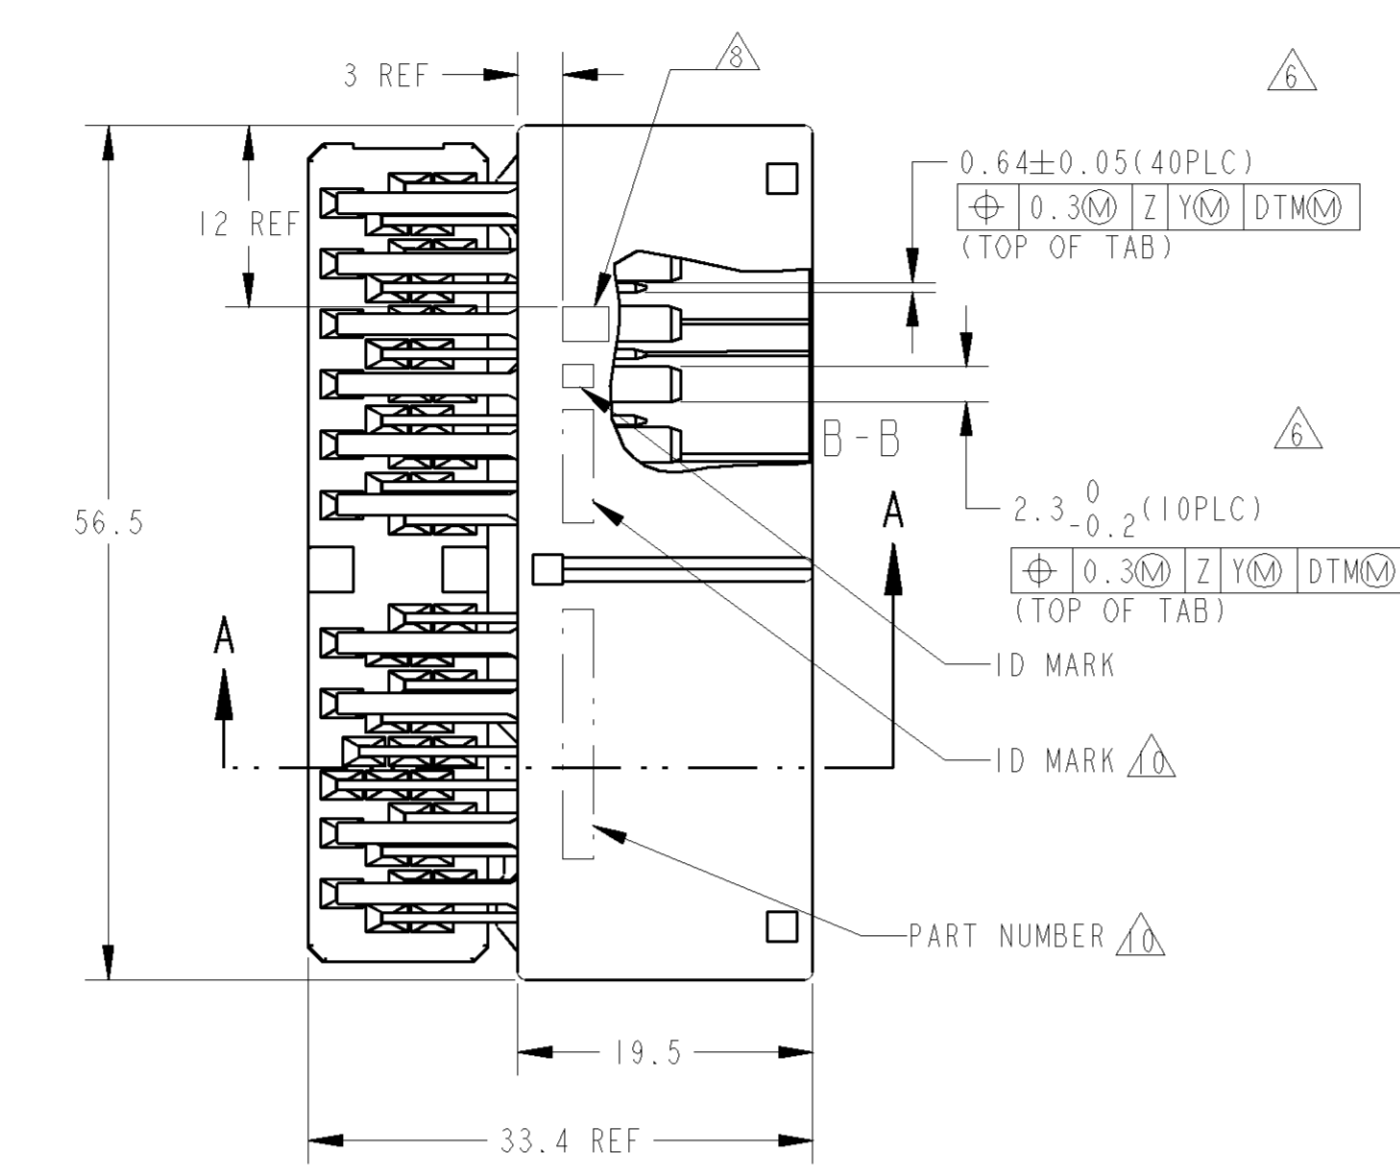 3 REF
8
6
0.64±0.05(40PLC)
⌖ 0.3Ⓜ Z YⓂ DTMⓂ
(TOP OF TAB)
12 REF
B-B
6
56.5
2.3 0 -0.2 (10PLC)
⌖ 0.3Ⓜ Z YⓂ DTMⓂ
(TOP OF TAB)
A
A
ID MARK
ID MARK 10
PART NUMBER 10
19.5
33.4 REF